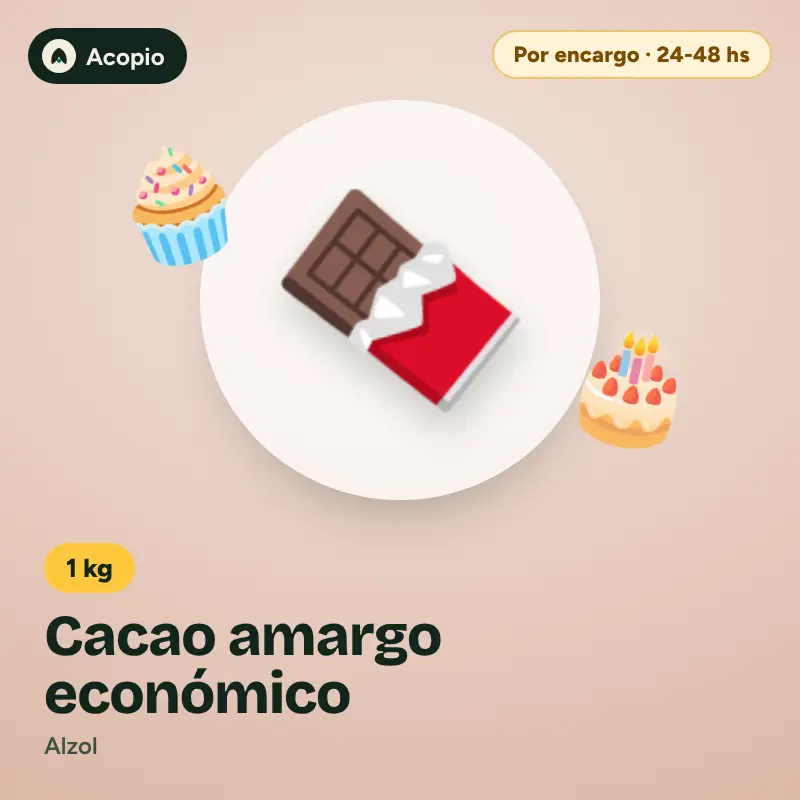 Acopio
Por encargo · 24-48 hs
1 kg
Cacao amargo
económico
Alzol